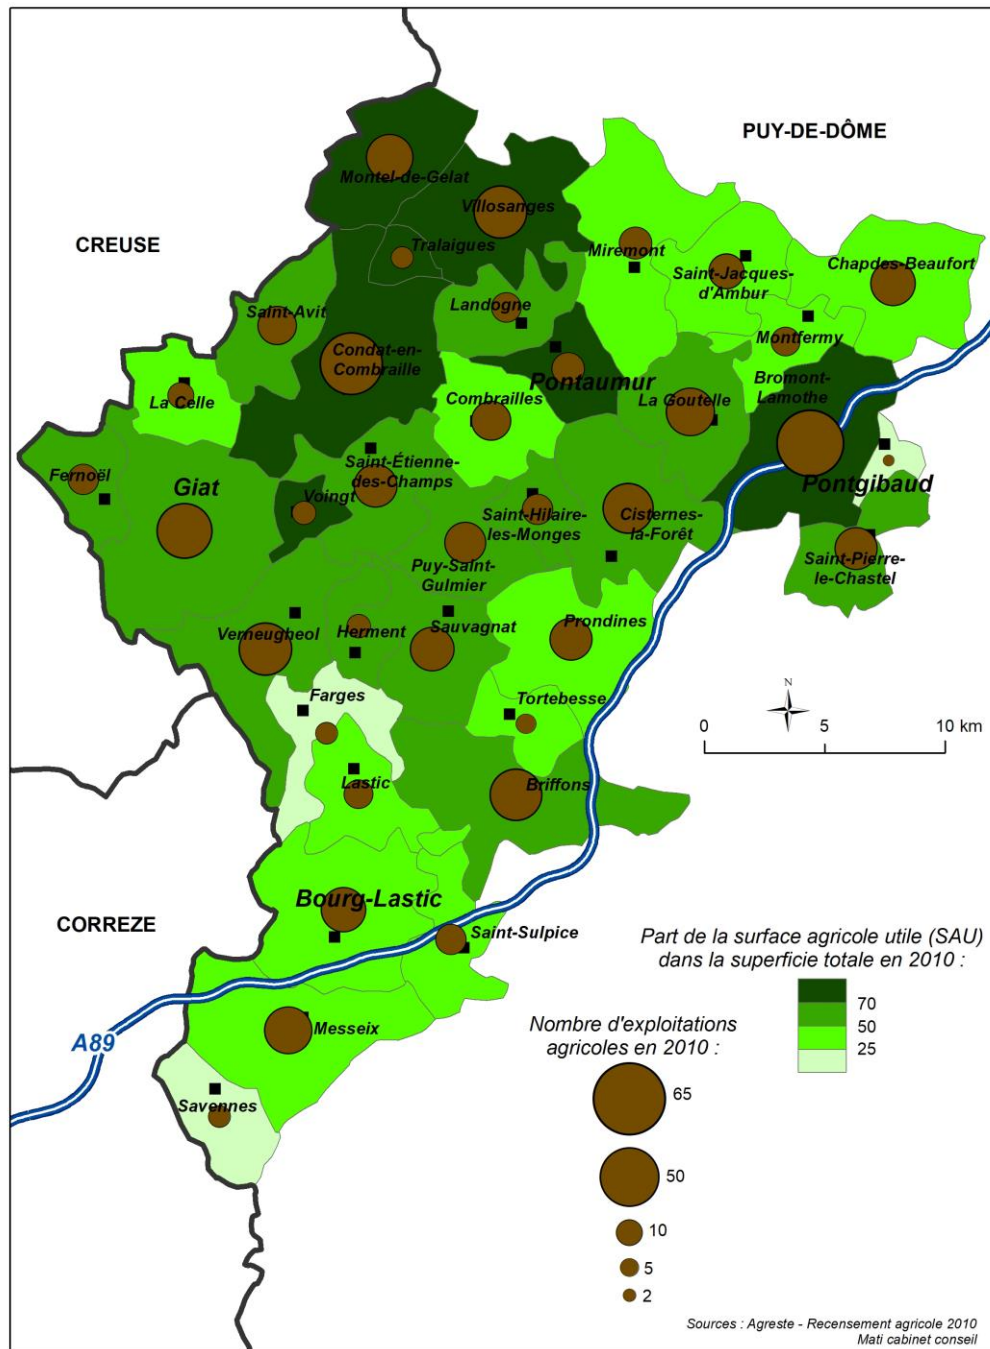 PUY-DE-DÔME
CREUSE
Montel-de-Gelat
Villosanges
Tralaigues
Miremont
Saint-Jacques-
d'Ambur
Chapdes-Beaufort
Landogne
Saint-Avit
Montfermy
Condat-en-
Combraille
Pontaumur
Bromont-
Lamothe
La Celle
Combrailles
La Goutelle
Fernoël
Giat
Saint-Étienne-
des-Champs
Voingt
Pontgibaud
Saint-Hilaire-
les-Monges
Cisternes-
la-Forêt
Puy-Saint-
Gulmier
Saint-Pierre-
le-Chastel
Verneugheol
Herment
Sauvagnat
Prondines
Farges
Tortebesse
N
0 5 10 km
Lastic
Briffons
CORREZE
Bourg-Lastic
Saint-Sulpice
A89
Messeix
Savennes
Part de la surface agricole utile (SAU)
dans la superficie totale en 2010 :
70
50
25
Nombre d'exploitations
agricoles en 2010 :
65
50
10
5
2
Sources : Agreste - Recensement agricole 2010
Mati cabinet conseil